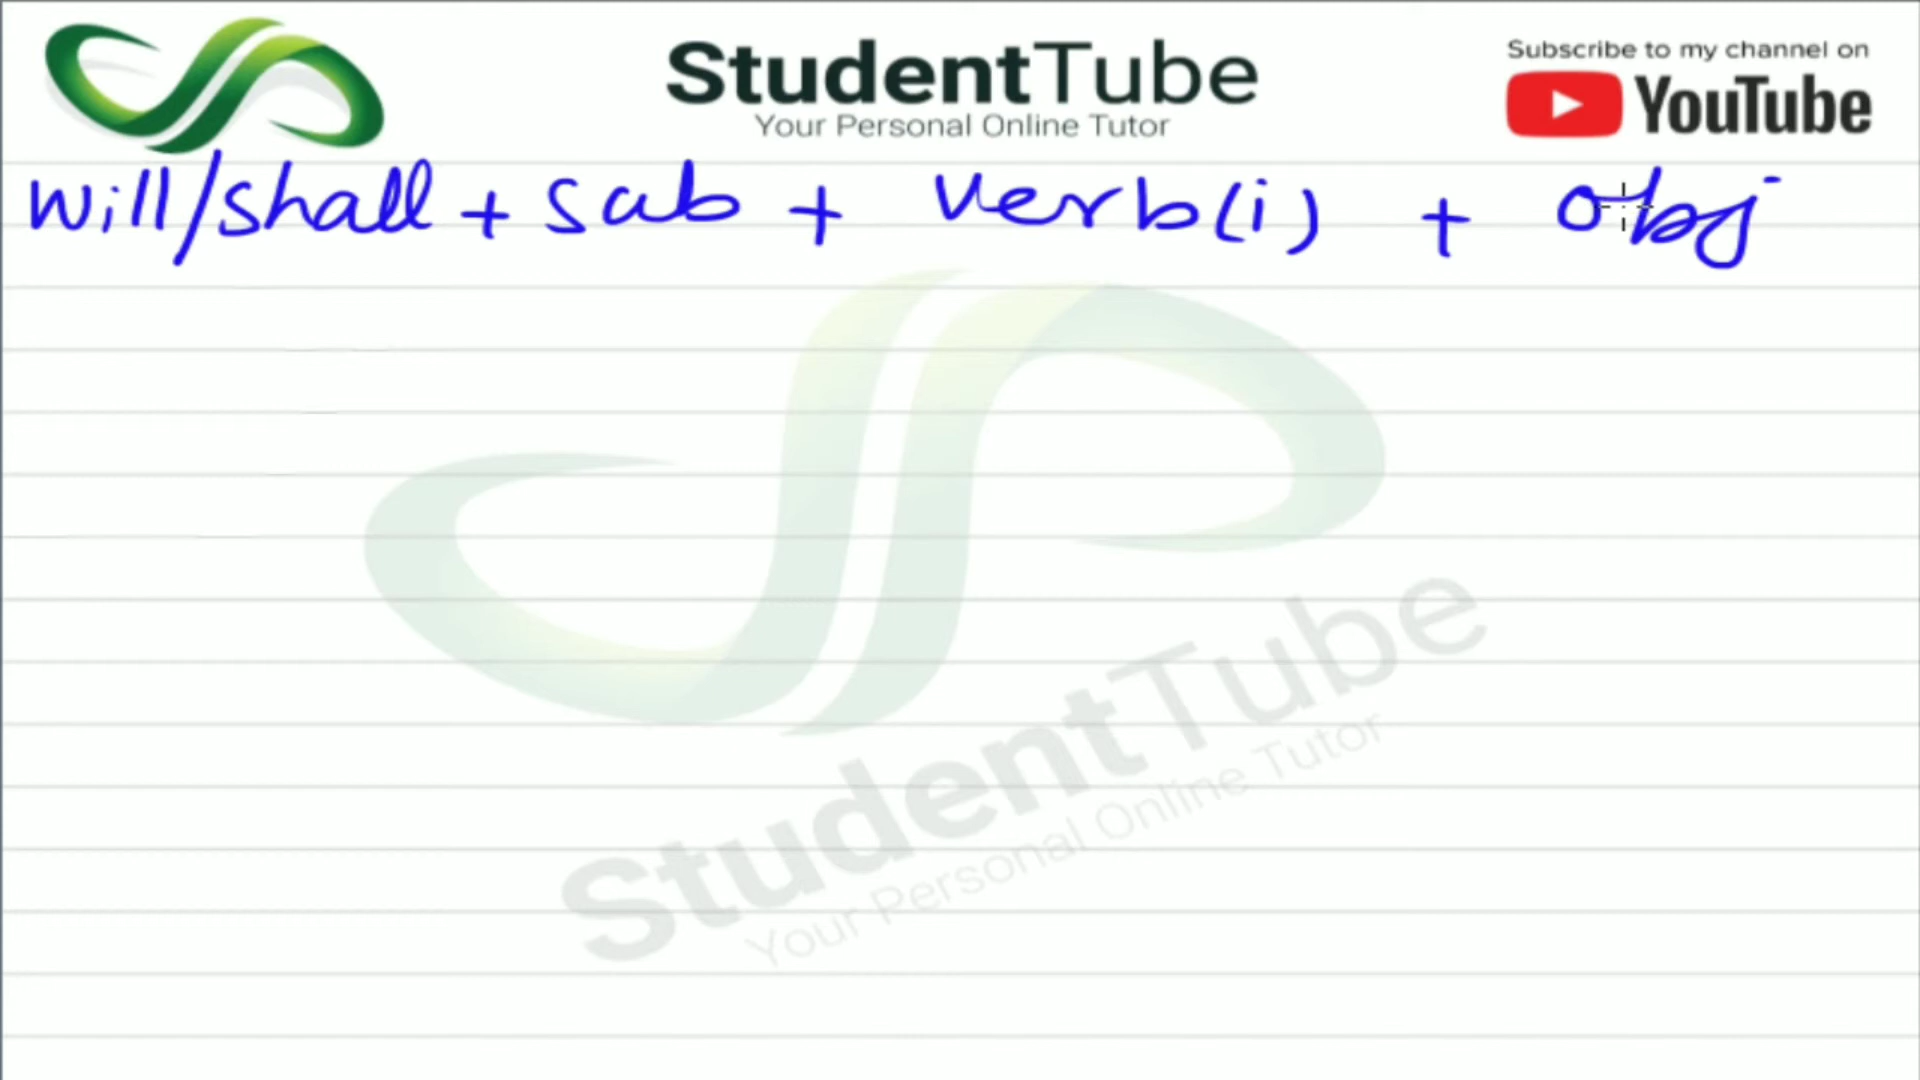 StudentTube
Your Personal Online Tutor
Subscribe to my channel on
YouTube
will/shall + sub + verb(i) + obj
StudentTube
Your Personal Online Tutor